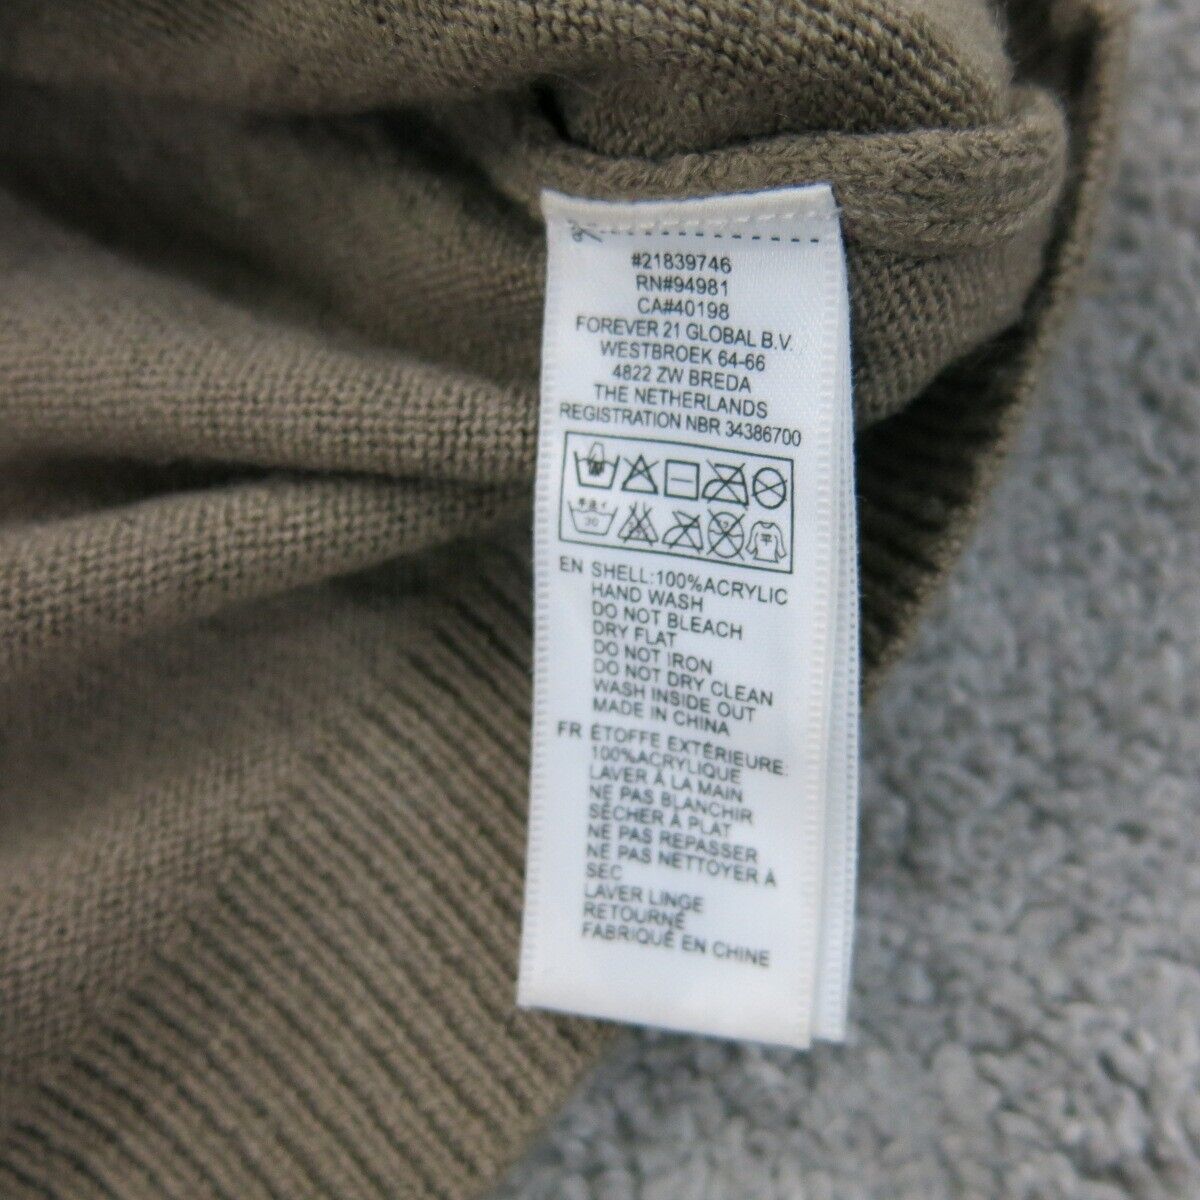 #21839746
RN#94981
CA#40198
FOREVER 21 GLOBAL B.V.
WESTBROEK 64-66
4822 ZW BREDA
THE NETHERLANDS
REGISTRATION NBR 34386700
30
EN SHELL:100%ACRYLIC
HAND WASH
DO NOT BLEACH
DRY FLAT
DO NOT IRON
DO NOT DRY CLEAN
WASH INSIDE OUT
MADE IN CHINA
FR ÉTOFFE EXTÉRIEURE:
100%ACRYLIQUE
LAVER À LA MAIN
NE PAS BLANCHIR
SÉCHER À PLAT
NE PAS REPASSER
NE PAS NETTOYER À
SEC
LAVER LINGE
RETOURNÉ
FABRIQUÉ EN CHINE